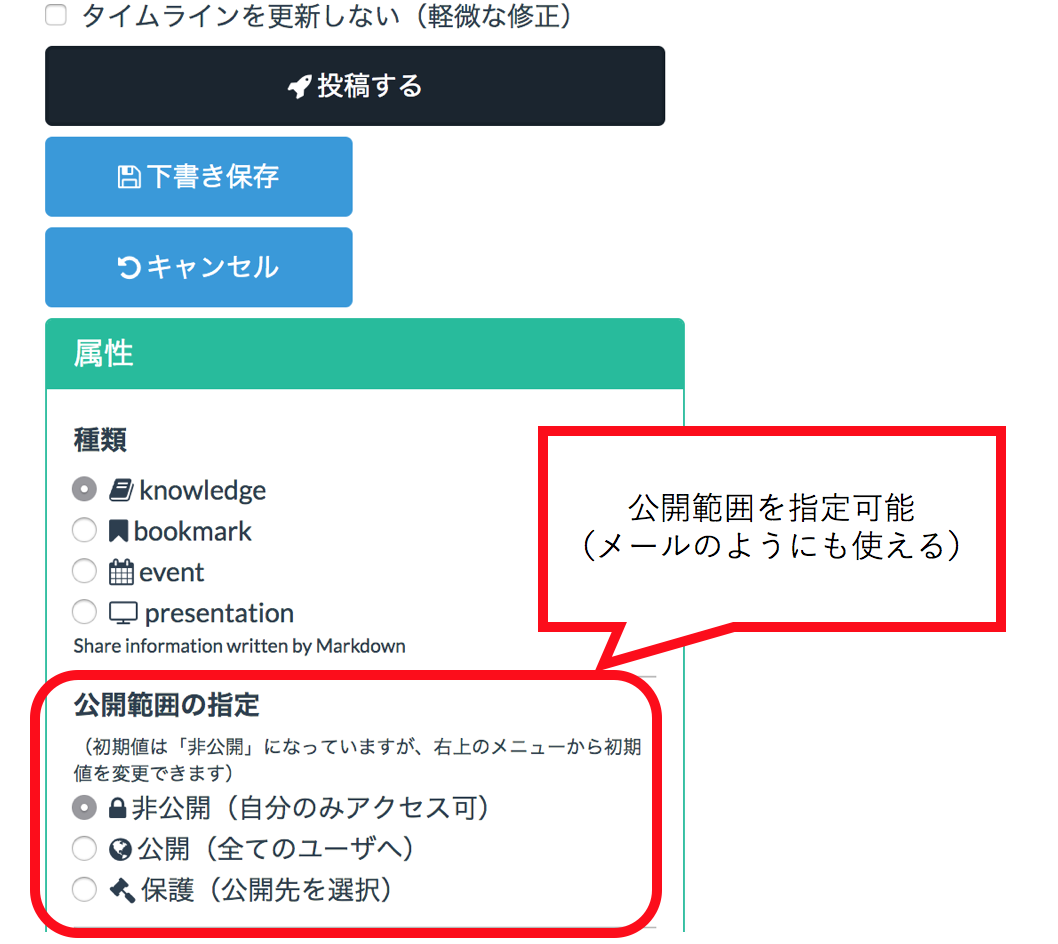 タイムラインを更新しない（軽微な修正）
投稿する
下書き保存
キャンセル
属性
種類
knowledge
bookmark
event
presentation
Share information written by Markdown
公開範囲を指定可能
（メールのようにも使える）
公開範囲の指定
（初期値は「非公開」になっていますが、右上のメニューから初期
値を変更できます）
非公開（自分のみアクセス可）
公開（全てのユーザへ）
保護（公開先を選択）